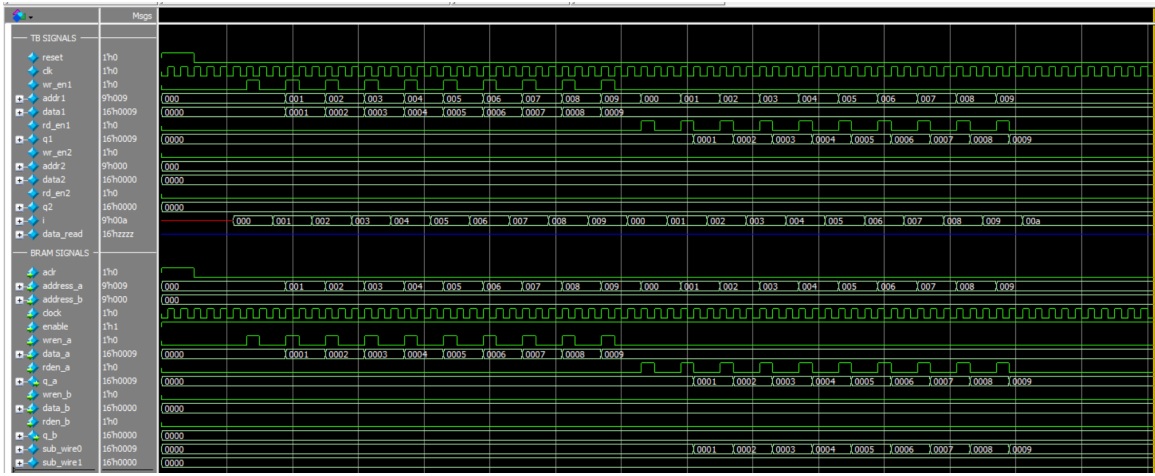 Msgs
TB SIGNALS
reset 1'h0
clk 1'h0
wr_en1 1'h0
addr1 9'h009 000 001 002 003 004 005 006 007 008 009 000 001 002 003 004 005 006 007 008 009
data1 16'h0009 0000 0001 0002 0003 0004 0005 0006 0007 0008 0009
rd_en1 1'h0
q1 16'h0009 0000 0001 0002 0003 0004 0005 0006 0007 0008 0009
wr_en2 1'h0
addr2 9'h000 000
data2 16'h0000 0000
rd_en2 1'h0
q2 16'h0000 0000
i 9'h00a 000 001 002 003 004 005 006 007 008 009 000 001 002 003 004 005 006 007 008 009 00a
data_read 16'hzzzz
BRAM SIGNALS
aclr 1'h0
address_a 9'h009 000 001 002 003 004 005 006 007 008 009 000 001 002 003 004 005 006 007 008 009
address_b 9'h000 000
clock 1'h0
enable 1'h1
wren_a 1'h0
data_a 16'h0009 0000 0001 0002 0003 0004 0005 0006 0007 0008 0009
rden_a 1'h0
q_a 16'h0009 0000 0001 0002 0003 0004 0005 0006 0007 0008 0009
wren_b 1'h0
data_b 16'h0000 0000
rden_b 1'h0
q_b 16'h0000 0000
sub_wire0 16'h0009 0000 0001 0002 0003 0004 0005 0006 0007 0008 0009
sub_wire1 16'h0000 0000